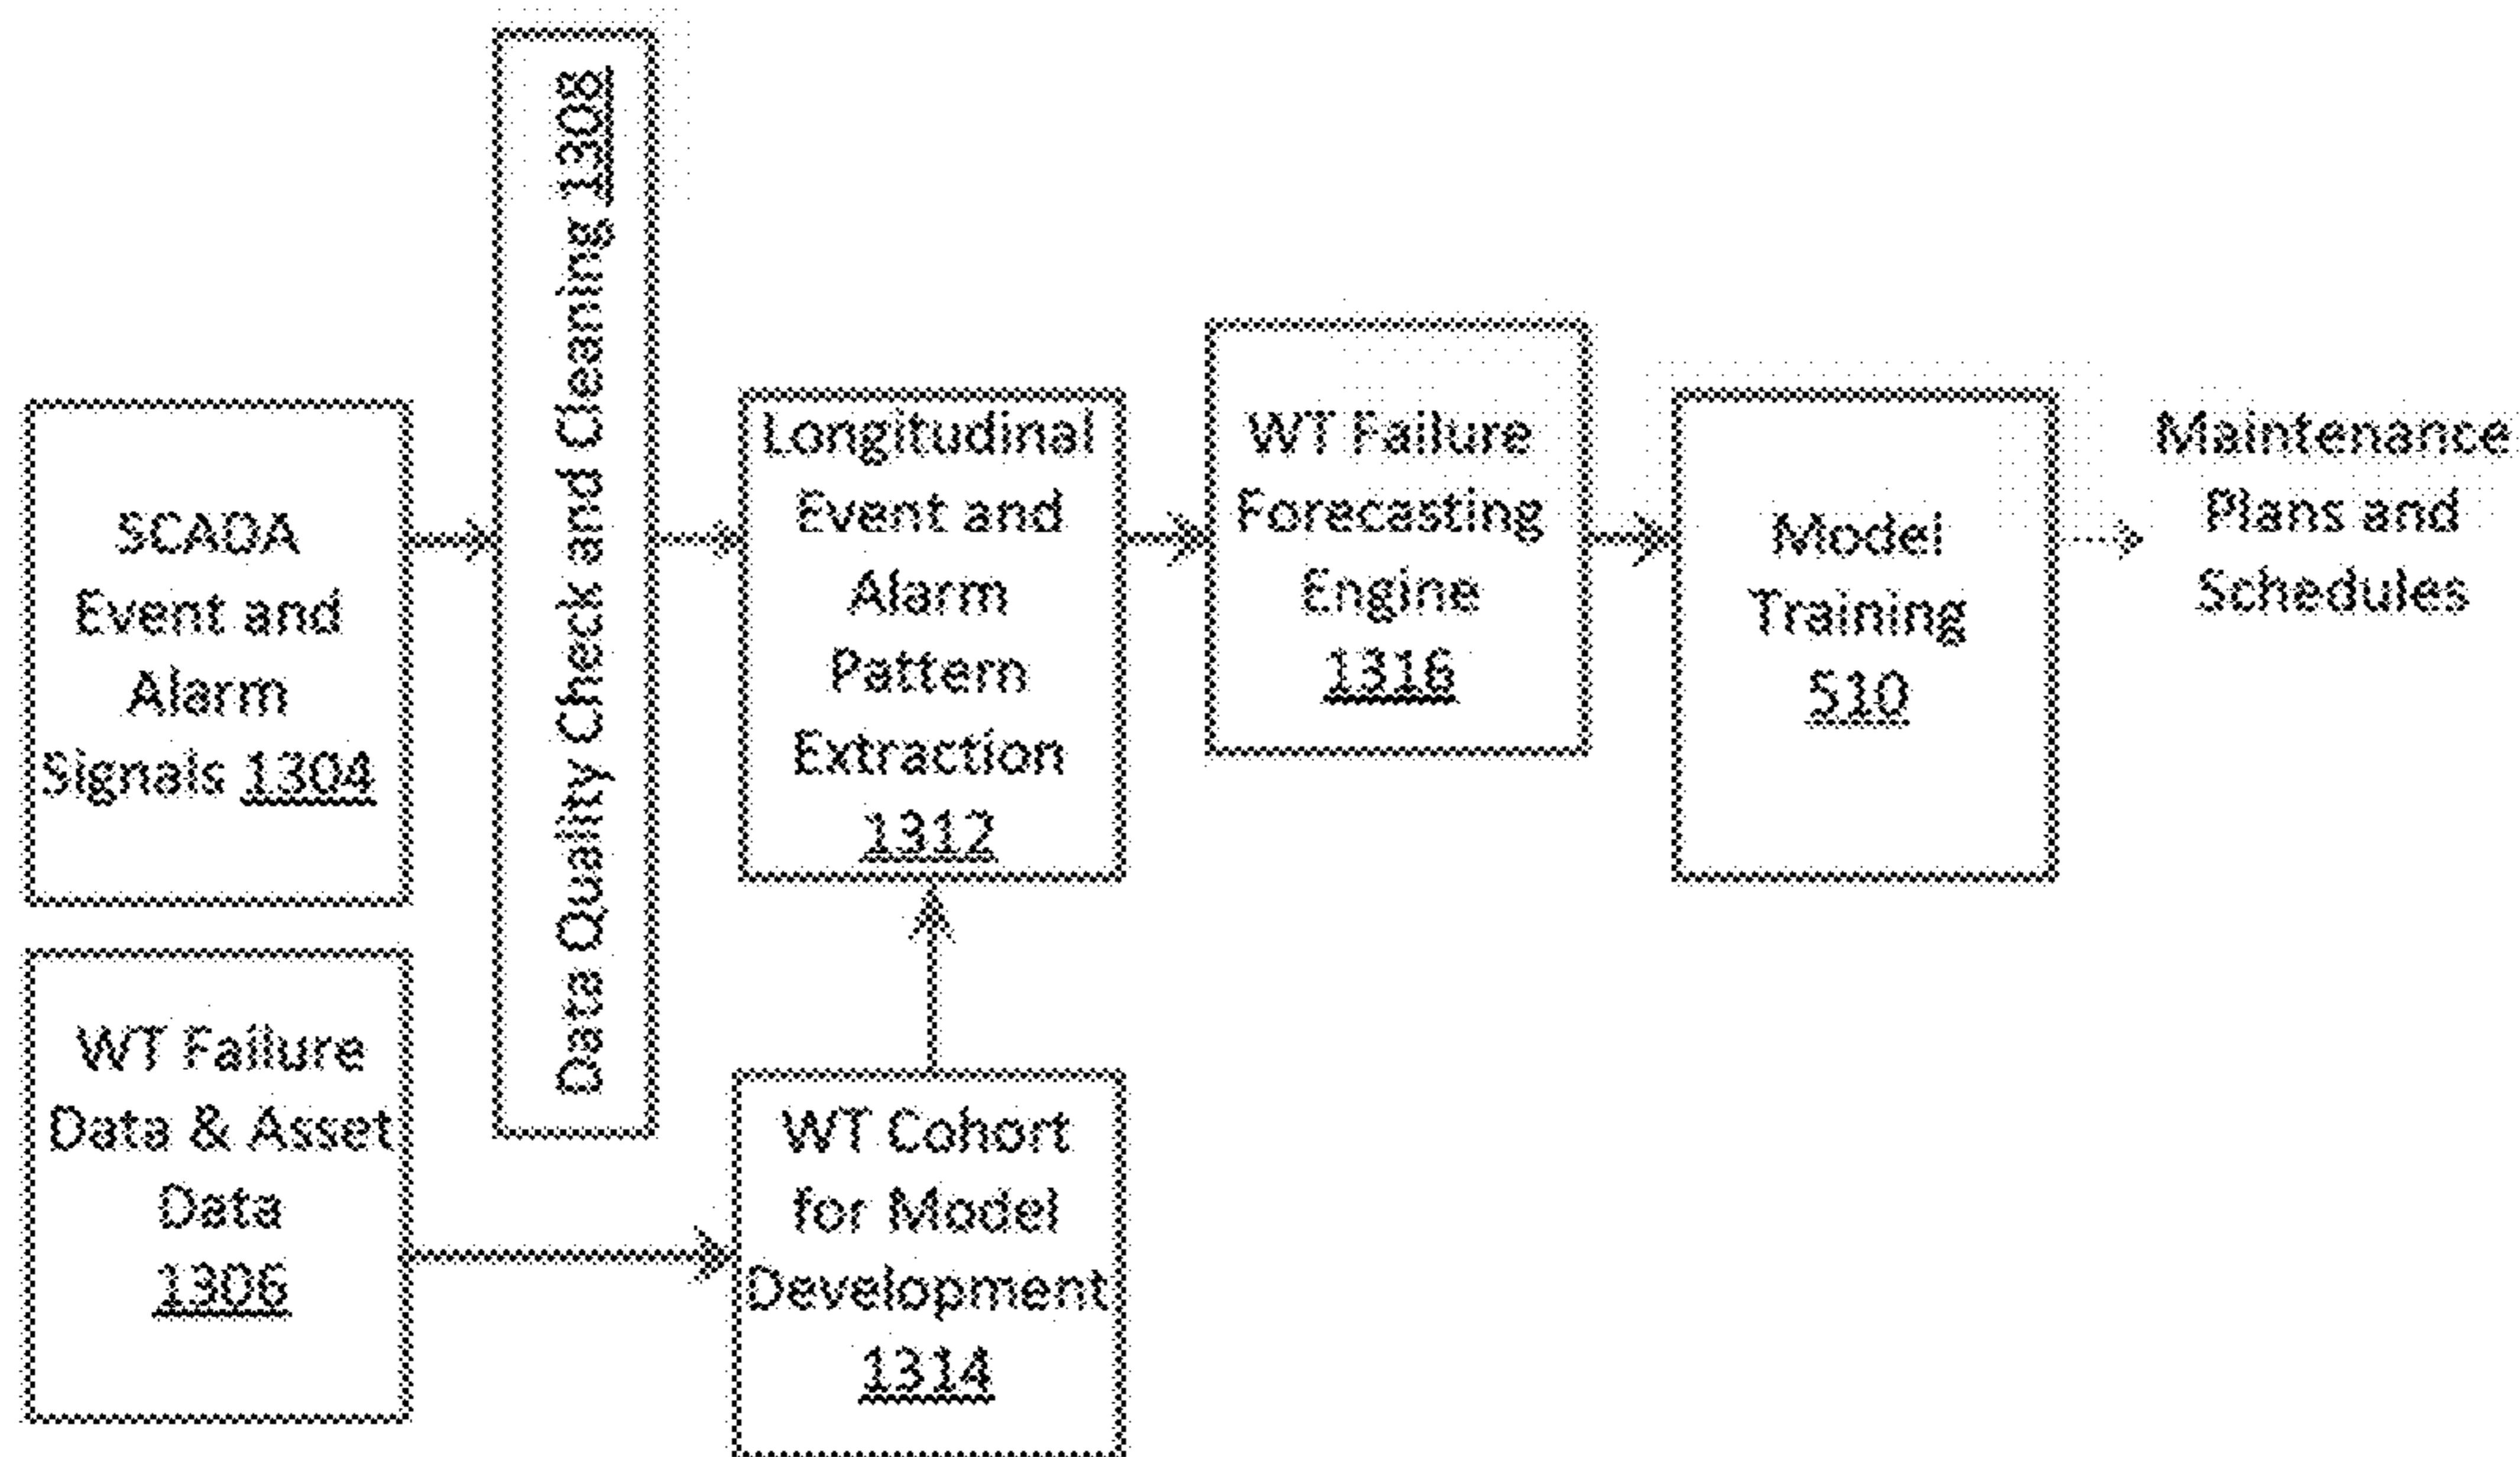 SCADA
Event and
Alarm
Signals 1304
WT Failure
Data & Asset
Data
1306
Data Quality Check and Cleaning 1308
Longitudinal
Event and
Alarm
Pattern
Extraction
1312
WT Cohort
for Model
Development
1314
WT Failure
Forecasting
Engine
1316
Model
Training
510
Maintenance
Plans and
Schedules